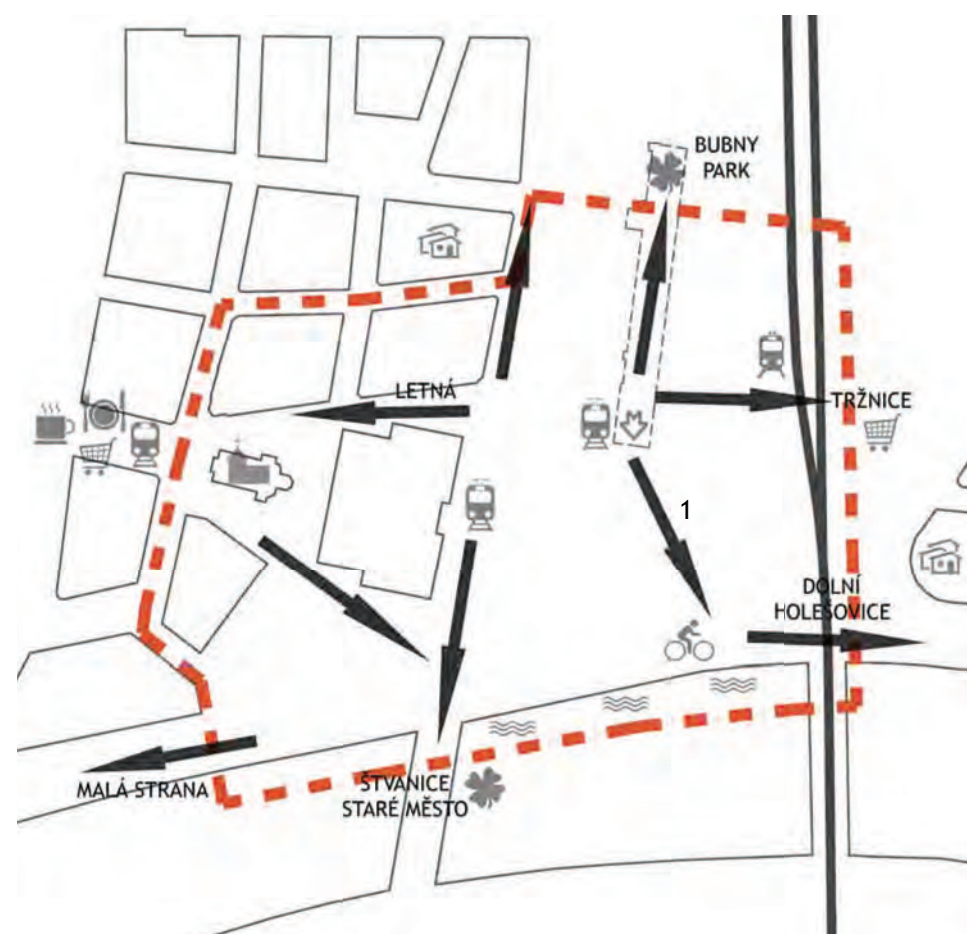 BUBNY
PARK
LETNÁ
TRŽNICE
1
DOLNÍ
HOLEŠOVICE
MALÁ STRANA
ŠTVANICE
STARÉ MĚSTO